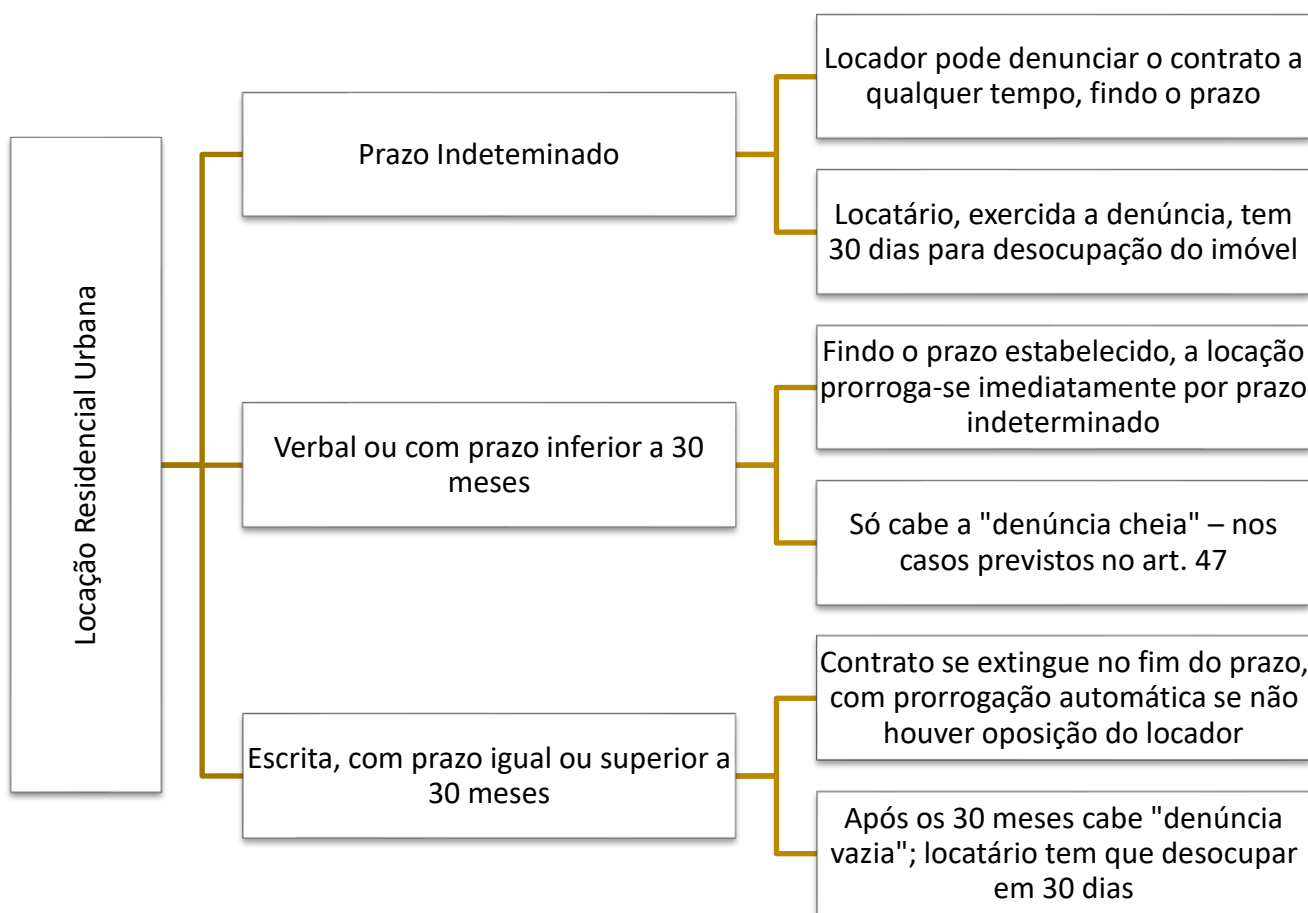 Locação Residencial Urbana
Prazo Indeteminado
Locador pode denunciar o contrato a
qualquer tempo, findo o prazo
Locatário, exercida a denúncia, tem
30 dias para desocupação do imóvel
Verbal ou com prazo inferior a 30
meses
Findo o prazo estabelecido, a locação
prorroga-se imediatamente por prazo
indeterminado
Só cabe a "denúncia cheia" – nos
casos previstos no art. 47
Escrita, com prazo igual ou superior a
30 meses
Contrato se extingue no fim do prazo,
com prorrogação automática se não
houver oposição do locador
Após os 30 meses cabe "denúncia
vazia"; locatário tem que desocupar
em 30 dias